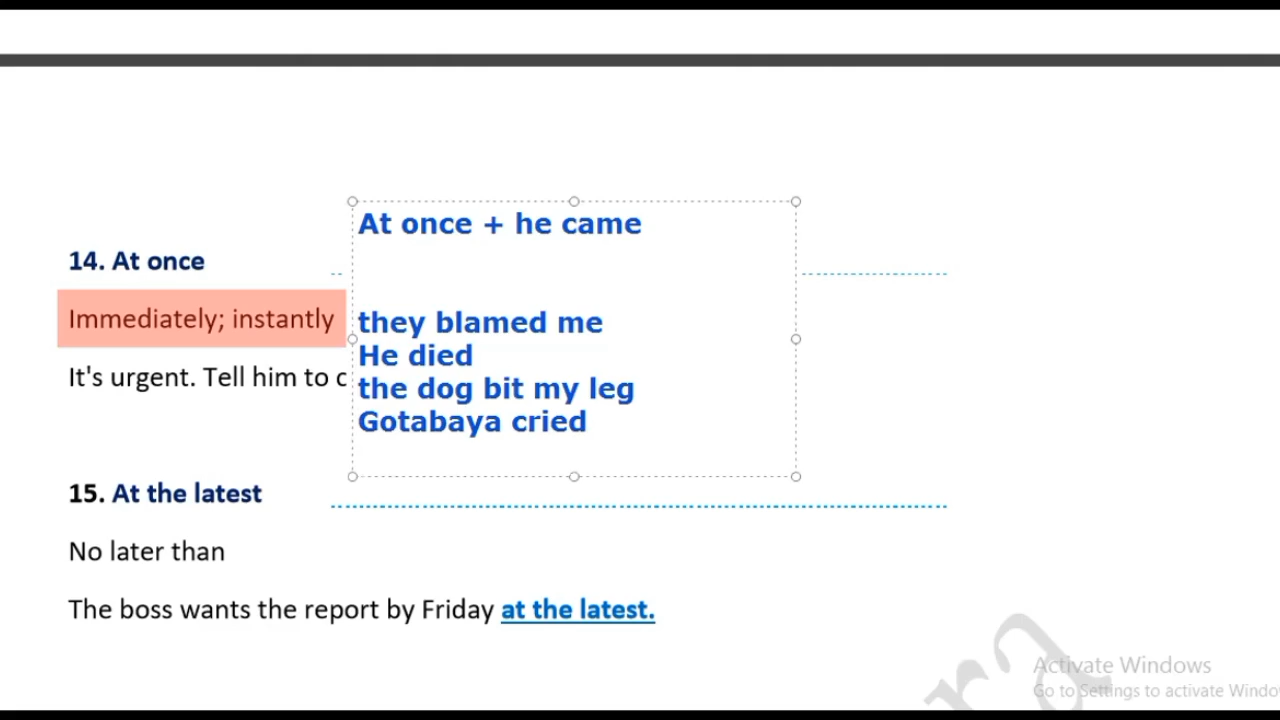 At once + he came
14. At once
Immediately; instantly
they blamed me
He died
It's urgent. Tell him to c
the dog bit my leg
Gotabaya cried
15. At the latest
No later than
The boss wants the report by Friday at the latest.
Activate Windows
Go to Settings to activate Windo